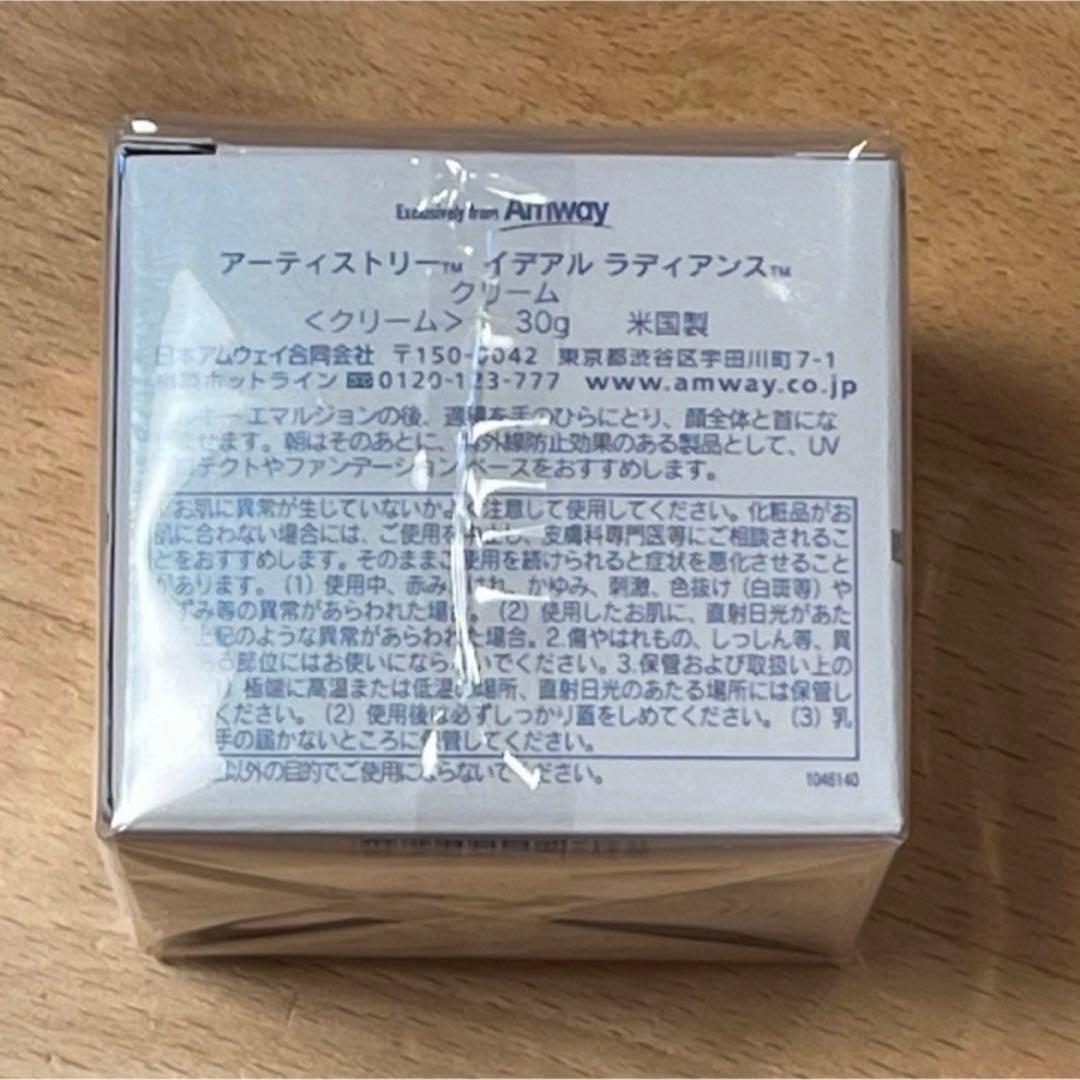 Exclusively from Amway
アーティストリー™ イデアル ラディアンス™
クリーム
＜クリーム＞ 30g 米国製
日本アムウェイ合同会社 〒150-0042 東京都渋谷区宇田川町7-1
ホットライン 0120-123-777 www.amway.co.jp
エマルジョンの後、適量を手のひらにとり、顔全体と首にな
ませます。朝はそのあとに、紫外線防止効果のある製品として、UV
テクトやファンデーション ベースをおすすめします。
お肌に異常が生じていないかよく注意して使用してください。化粧品がお
肌に合わない場合には、ご使用を中止し、皮膚科専門医等にご相談されるこ
とをおすすめします。そのままご使用を続けられると症状を悪化させること
があります。（1）使用中、赤み、はれ、かゆみ、刺激、色抜け（白斑等）や
ずみ等の異常があらわれた場合。（2）使用したお肌に、直射日光があた
上記のような異常があらわれた場合。2.傷やはれもの、しっしん等、異
ある部位にはお使いにならないでください。3.保管および取扱い上の
極端に高温または低温の場所、直射日光のあたる場所には保管し
ください。（2）使用後は必ずしっかり蓋をしめてください。（3）乳
手の届かないところに保管してください。
以外の目的でご使用にならないでください。
1046140